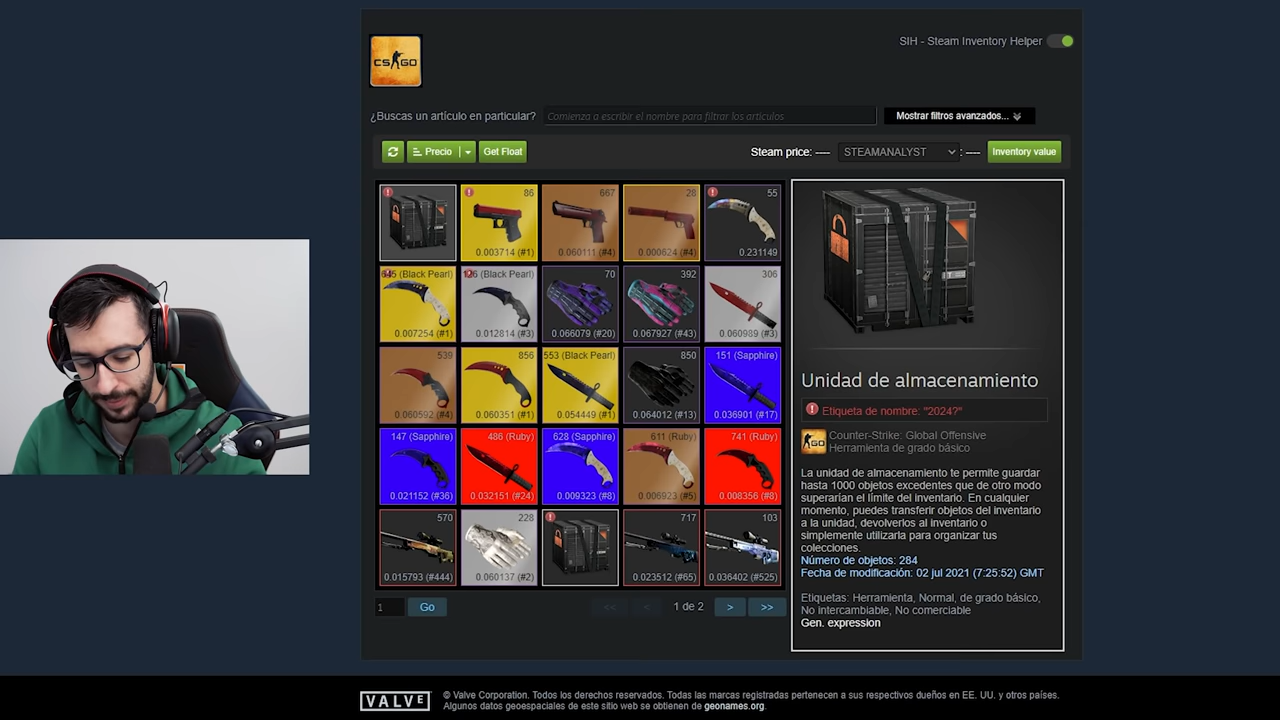 SIH - Steam Inventory Helper
CS GO
¿Buscas un artículo en particular?
Comienza a escribir el nombre para filtrar los artículos
Mostrar filtros avanzados...
Precio
Get Float
Steam price: ----
STEAMANALYST
: ----
Inventory value
86
0.003714 (#1)
667
0.060111 (#4)
28
0.000624 (#4)
55
0.231149
645 (Black Pearl)
0.007254 (#1)
126 (Black Pearl)
0.012814 (#3)
70
0.066079 (#20)
392
0.067927 (#43)
306
0.060989 (#3)
539
0.060592 (#4)
856
0.060351 (#1)
553 (Black Pearl)
0.054449 (#1)
850
0.064012 (#13)
151 (Sapphire)
0.036901 (#17)
147 (Sapphire)
0.021152 (#36)
486 (Ruby)
0.032151 (#24)
628 (Sapphire)
0.009323 (#8)
611 (Ruby)
0.006923 (#5)
741 (Ruby)
0.008356 (#8)
570
0.015793 (#444)
228
0.060137 (#2)
717
0.023512 (#65)
103
0.036402 (#525)
1
Go
<<
<
1 de 2
>
>>
Unidad de almacenamiento
Etiqueta de nombre: "2024?"
GO
Counter-Strike: Global Offensive
Herramienta de grado básico
La unidad de almacenamiento te permite guardar
hasta 1000 objetos excedentes que de otro modo
superarían el límite del inventario. En cualquier
momento, puedes transferir objetos del inventario
a la unidad, devolverlos al inventario o
simplemente utilizarla para organizar tus
colecciones.
Número de objetos: 284
Fecha de modificación: 02 jul 2021 (7:25:52) GMT
Etiquetas: Herramienta, Normal, de grado básico,
No intercambiable, No comerciable
Gen. expression
VALVE
© Valve Corporation. Todos los derechos reservados. Todas las marcas registradas pertenecen a sus respectivos dueños en EE. UU. y otros países.
Algunos datos geoespaciales de este sitio web se obtienen de geonames.org.